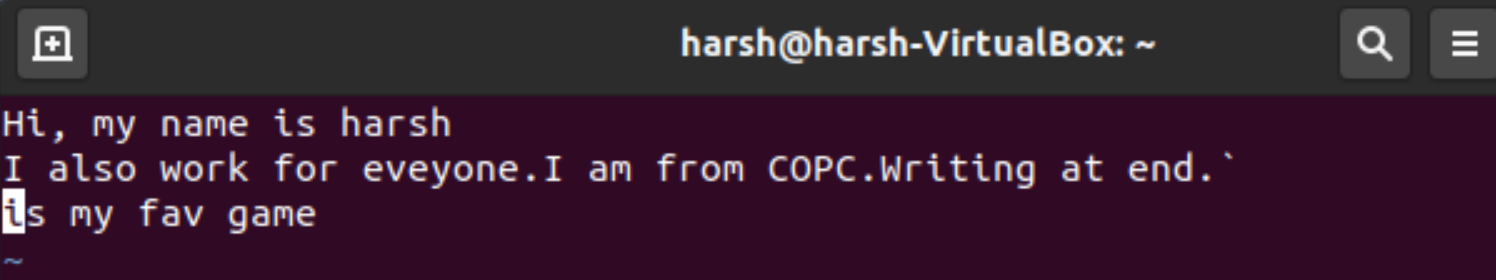 harsh@harsh-VirtualBox: ~
Hi, my name is harsh
I also work for eveyone.I am from COPC.Writing at end.`
is my fav game
~